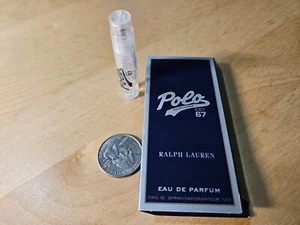 Polo
EST.
67
RALPH LAUREN
EAU DE PARFUM